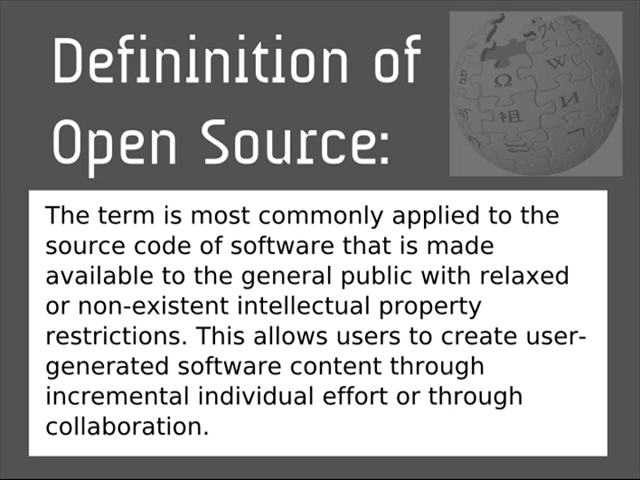 Defininition of
Open Source:
Ω
W
祖
И
The term is most commonly applied to the
source code of software that is made
available to the general public with relaxed
or non-existent intellectual property
restrictions. This allows users to create user-
generated software content through
incremental individual effort or through
collaboration.